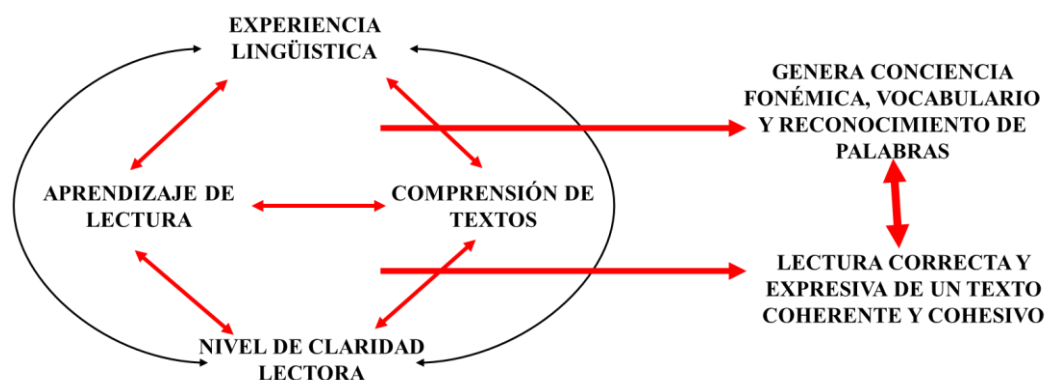 EXPERIENCIA
LINGÜISTICA
GENERA CONCIENCIA
FONÉMICA, VOCABULARIO
Y RECONOCIMIENTO DE
PALABRAS
APRENDIZAJE DE
LECTURA
COMPRENSIÓN DE
TEXTOS
LECTURA CORRECTA Y
EXPRESIVA DE UN TEXTO
COHERENTE Y COHESIVO
NIVEL DE CLARIDAD
LECTORA